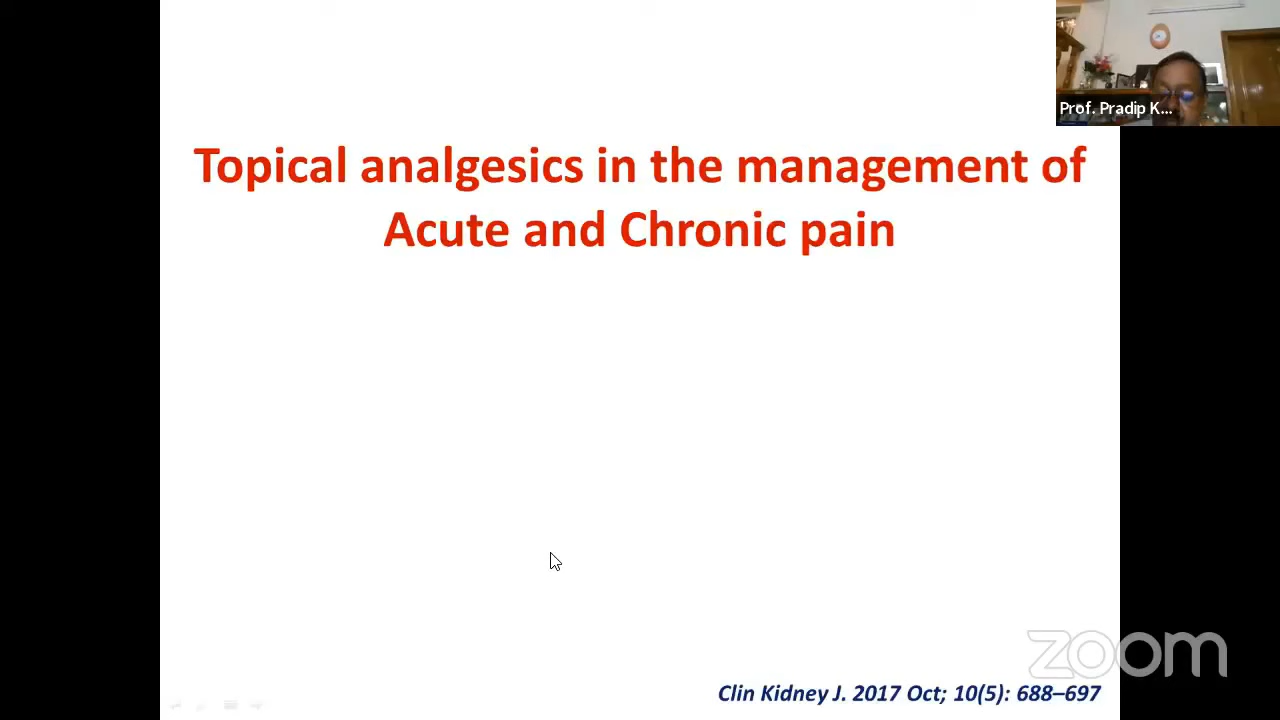 Prof. Pradip K...
Topical analgesics in the management of
Acute and Chronic pain
zoom
Clin Kidney J. 2017 Oct; 10(5): 688–697